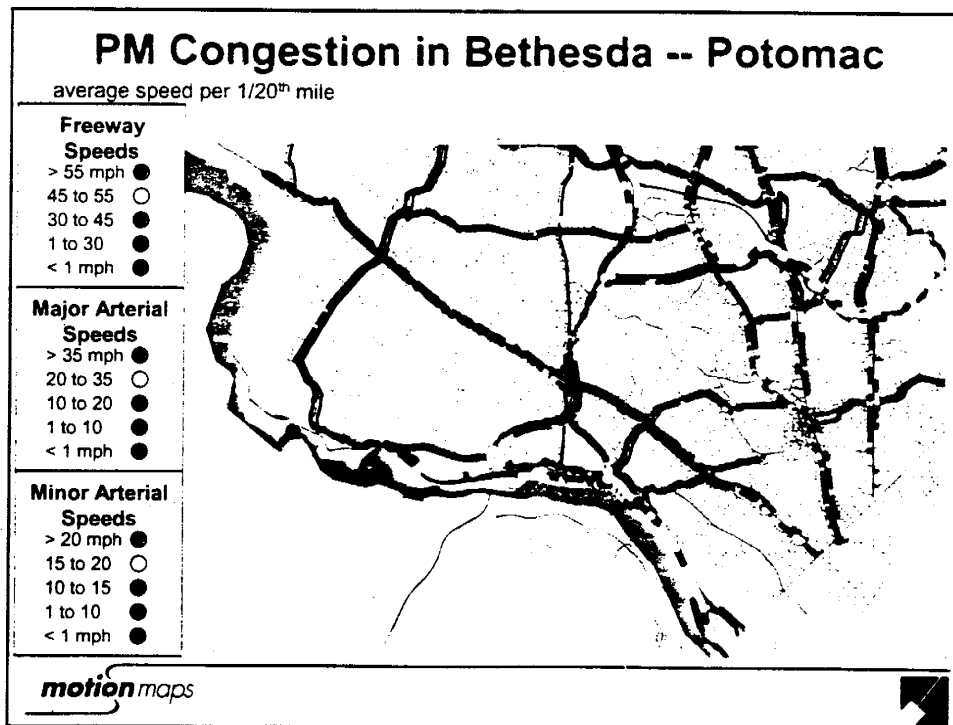 PM Congestion in Bethesda -- Potomac
average speed per 1/20th mile
Freeway
Speeds
> 55 mph
45 to 55
30 to 45
1 to 30
< 1 mph
Major Arterial
Speeds
> 35 mph
20 to 35
10 to 20
1 to 10
< 1 mph
Minor Arterial
Speeds
> 20 mph
15 to 20
10 to 15
1 to 10
< 1 mph
motion maps